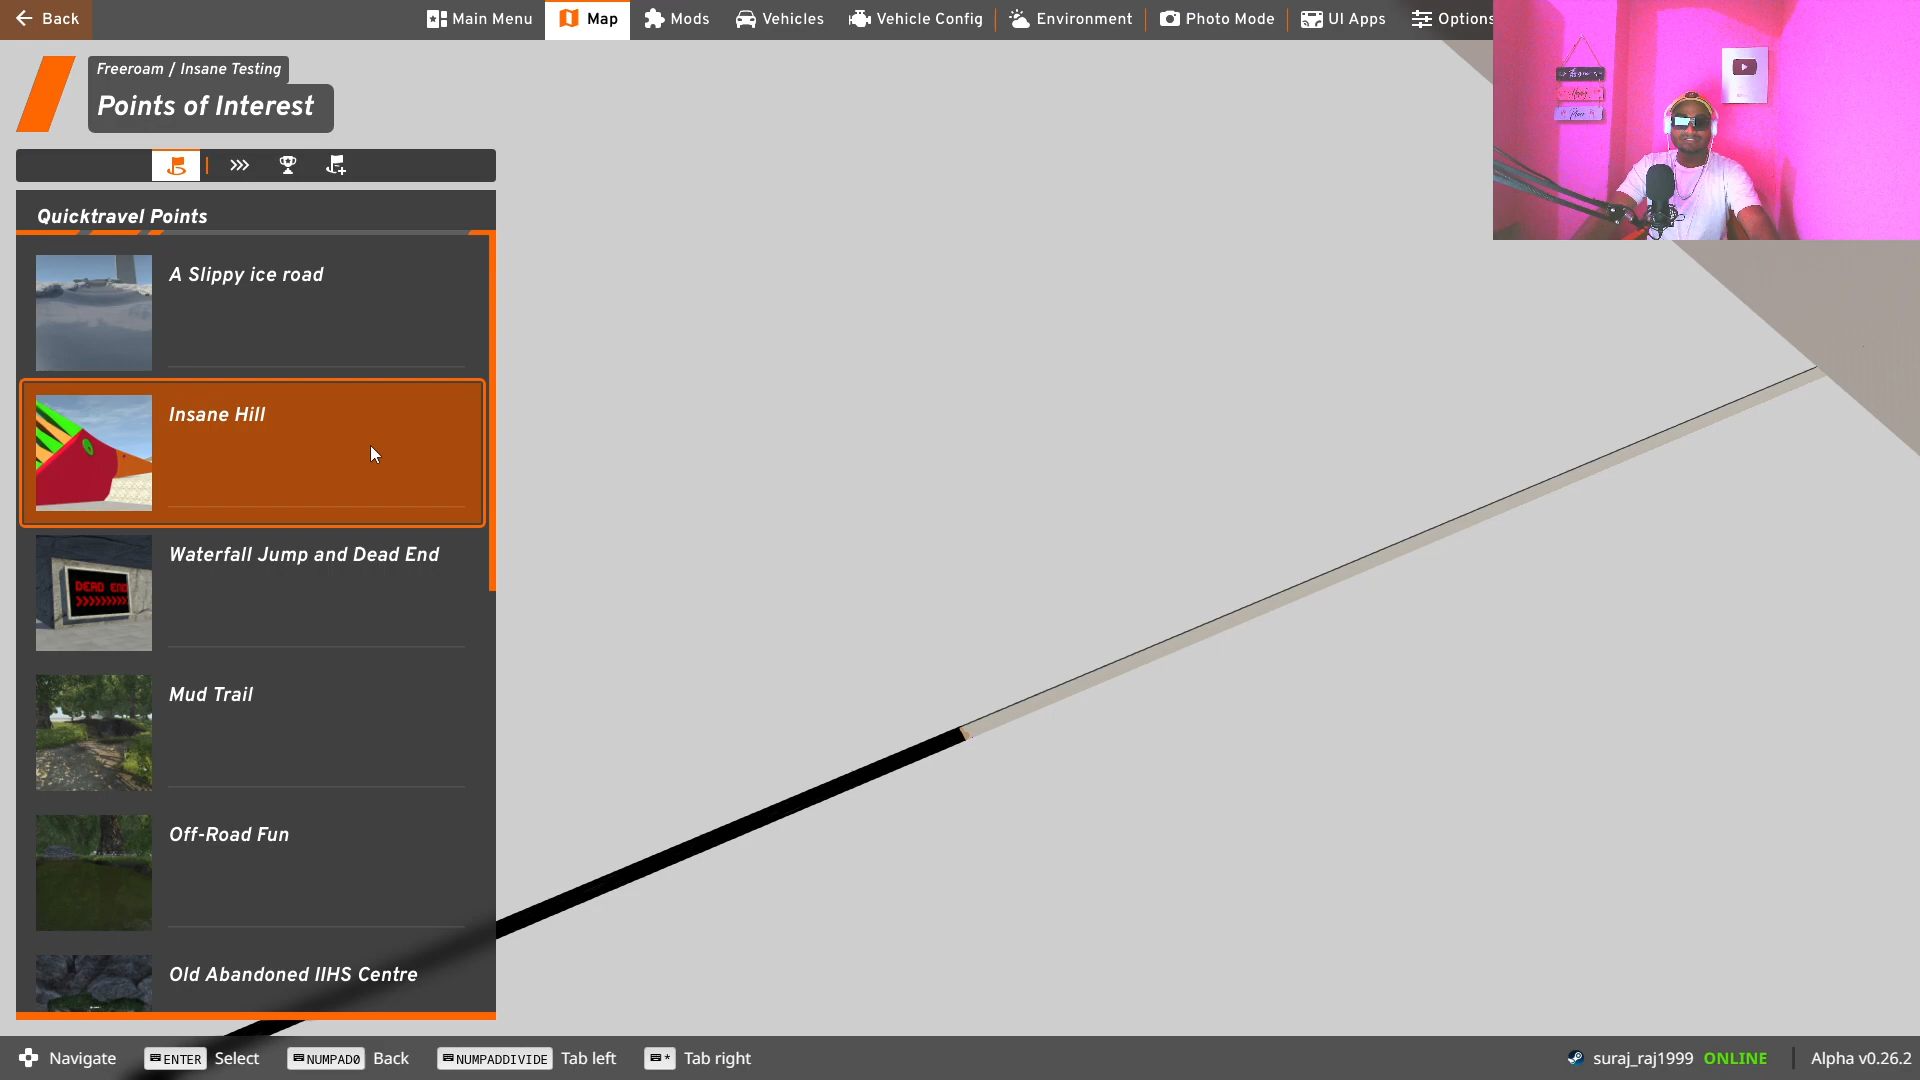 Back
Main Menu
Map
Mods
Vehicles
Vehicle Config
Environment
Photo Mode
UI Apps
Options
Freeroam / Insane Testing
Points of Interest
Quicktravel Points
A Slippy ice road
Insane Hill
Waterfall Jump and Dead End
DEAD END
Mud Trail
Off-Road Fun
Old Abandoned IIHS Centre
Navigate
ENTER Select
NUMPAD0 Back
NUMPADDIVIDE Tab left
* Tab right
suraj_raj1999 ONLINE
Alpha v0.26.2